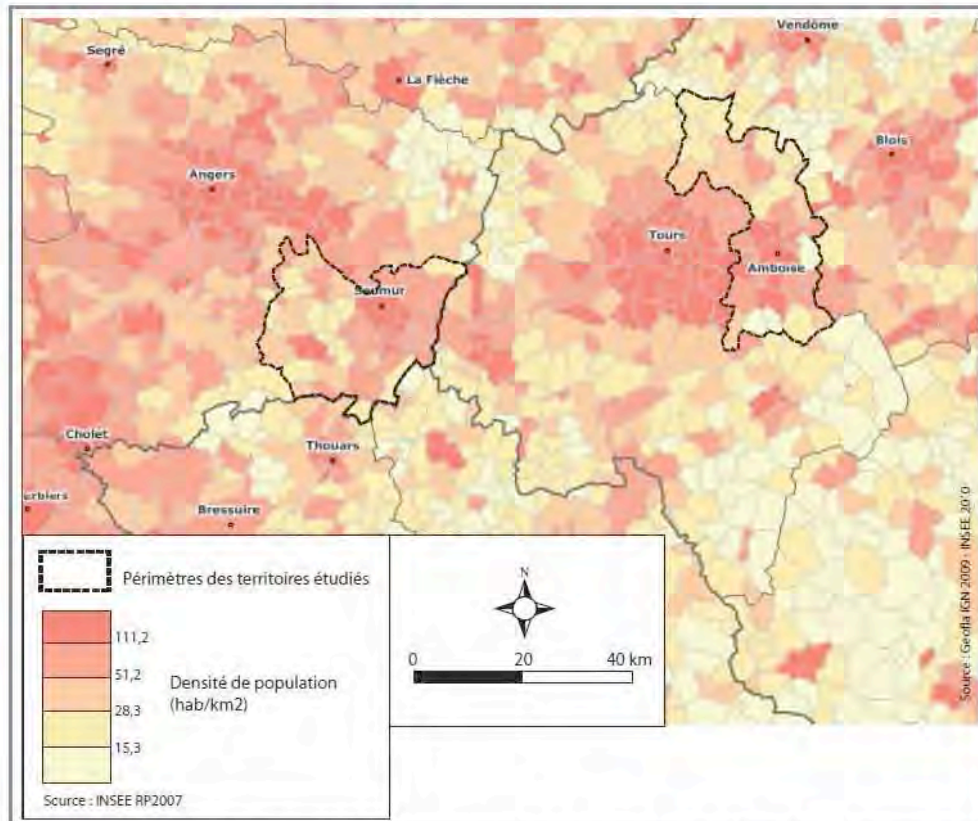 Vendôme
Segré
La Flèche
Blois
Angers
Tours
Amboise
Saumur
Cholet
Thouars
erbiers
Bressuire
Périmètres des territoires étudiés
111,2
51,2
28,3
15,3
Densité de population
(hab/km2)
Source : INSEE RP2007
N
0 20 40 km
Source : Geofla IGN 2009 - INSEE 2010